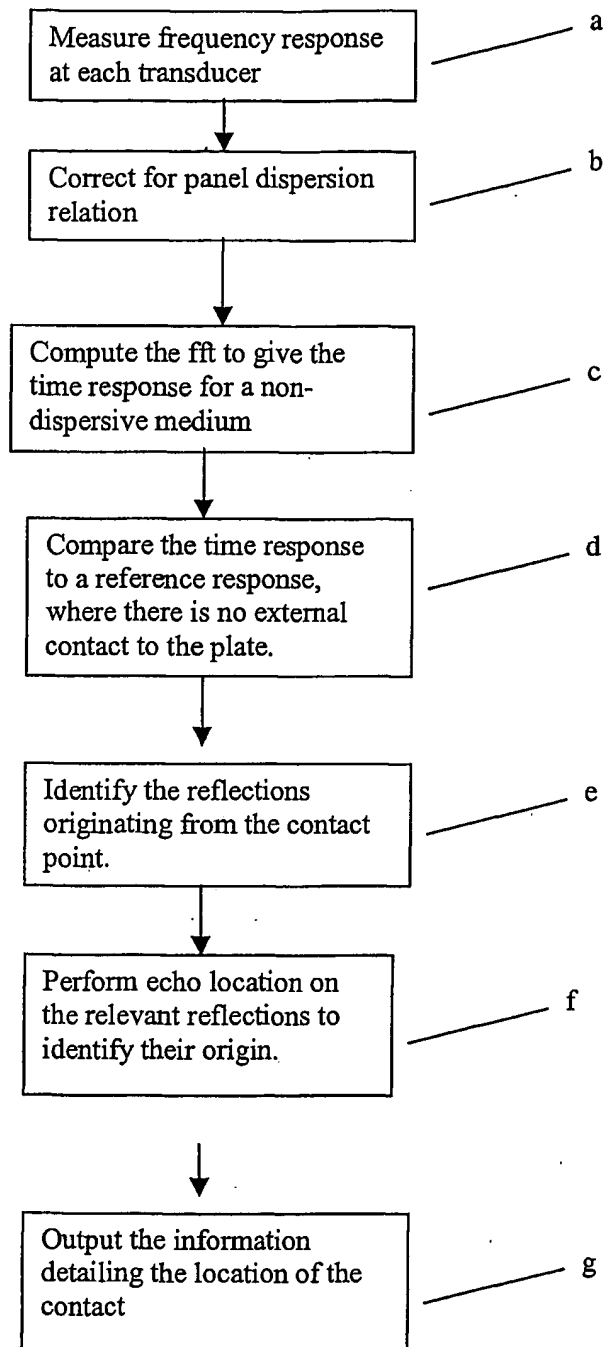 Measure frequency response
at each transducer
a
Correct for panel dispersion
relation
b
Compute the fft to give the
time response for a non-
dispersive medium
c
Compare the time response
to a reference response,
where there is no external
contact to the plate.
d
Identify the reflections
originating from the contact
point.
e
Perform echo location on
the relevant reflections to
identify their origin.
f
Output the information
detailing the location of the
contact
g